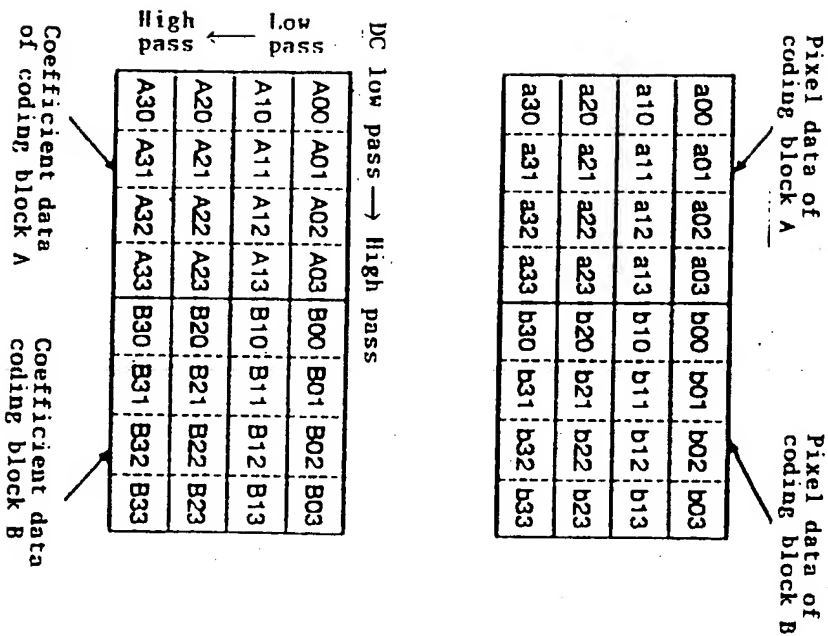 Pixel data of
coding block A
Pixel data of
coding block B
a00 a01 a02 a03 b00 b01 b02 b03
a10 a11 a12 a13 b10 b11 b12 b13
a20 a21 a22 a23 b20 b21 b22 b23
a30 a31 a32 a33 b30 b31 b32 b33
DC low pass → High pass
Low
pass
High
pass
A00 A01 A02 A03 B00 B01 B02 B03
A10 A11 A12 A13 B10 B11 B12 B13
A20 A21 A22 A23 B20 B21 B22 B23
A30 A31 A32 A33 B30 B31 B32 B33
Coefficient data
of coding block A
Coefficient data
coding block B